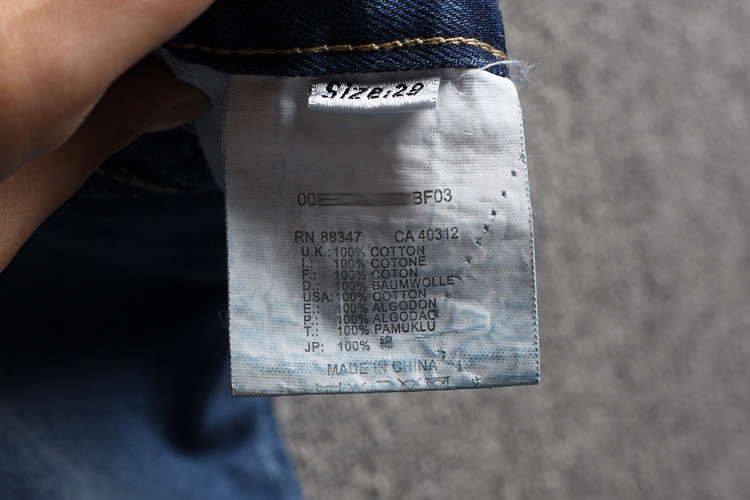 Size:29
00 BF03
RN 88347 CA 40312
U.K.:100% COTTON
I.: 100% COTONE
F.: 100% COTON
D.: 100% BAUMWOLLE
USA:100% COTTON
E.: 100% ALGODON
P.: 100% ALGODAO
T.: 100% PAMUKLU
JP: 100% 綿
MADE IN CHINA